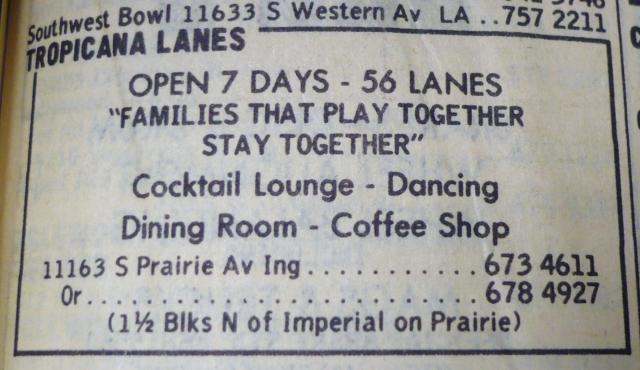 Southwest Bowl 11633 S Western Av LA ..757 2211
TROPICANA LANES
OPEN 7 DAYS - 56 LANES
"FAMILIES THAT PLAY TOGETHER
STAY TOGETHER"
Cocktail Lounge - Dancing
Dining Room - Coffee Shop
11163 S Prairie Av Ing..........673 4611
Or............................678 4927
(1½ Blks N of Imperial on Prairie)